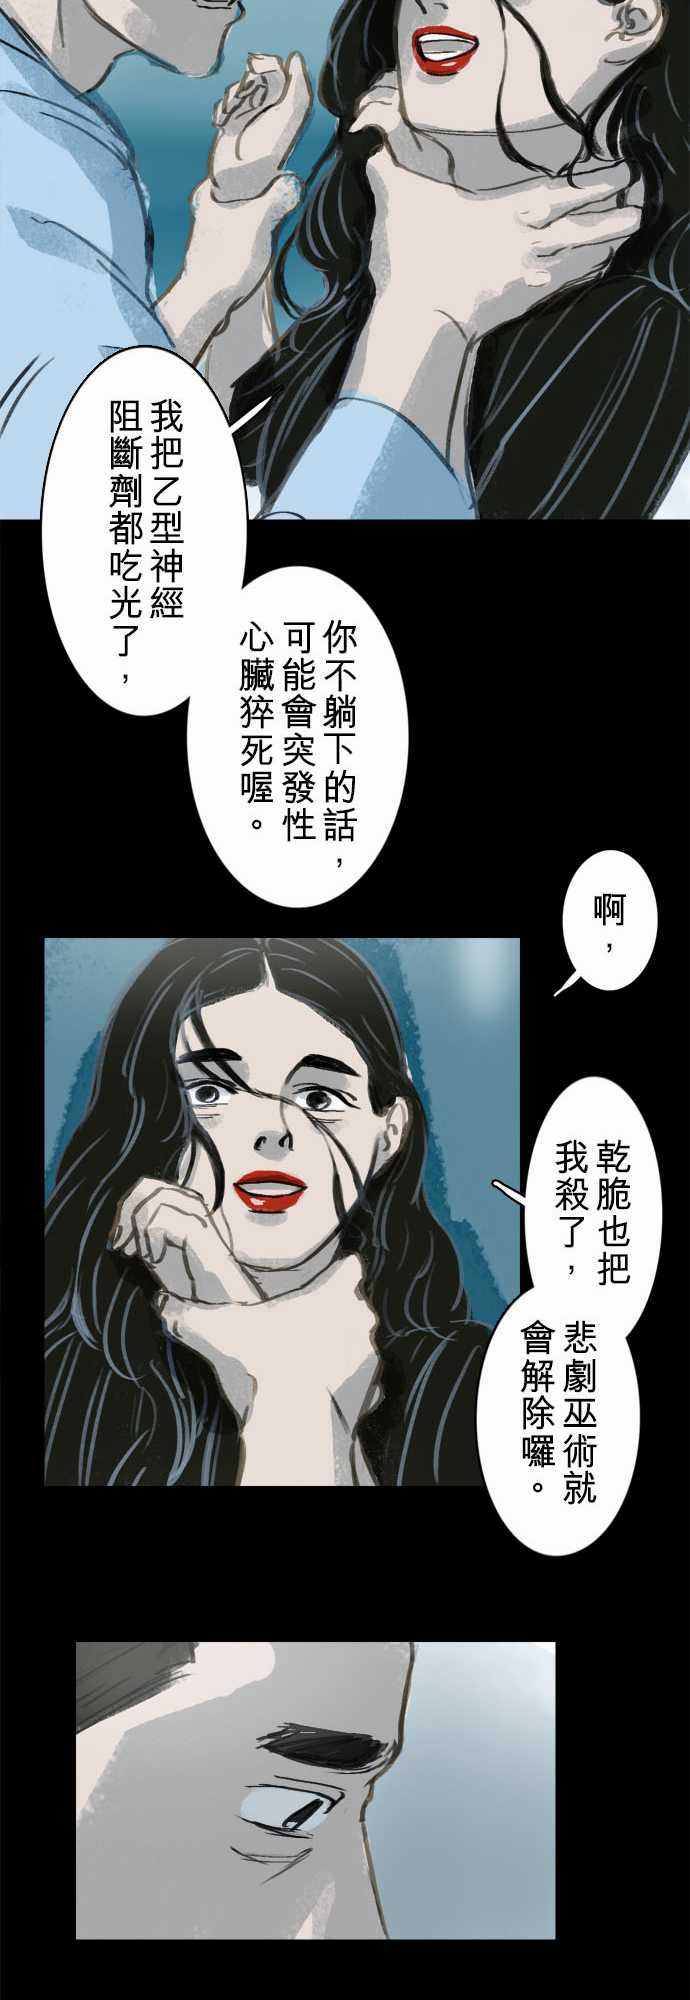 我把乙型神經
阻斷劑都吃光了，
你不躺下的話，
可能會突發性
心臟猝死喔。
啊，
乾脆也把
我殺了，
悲劇巫術就
會解除囉。